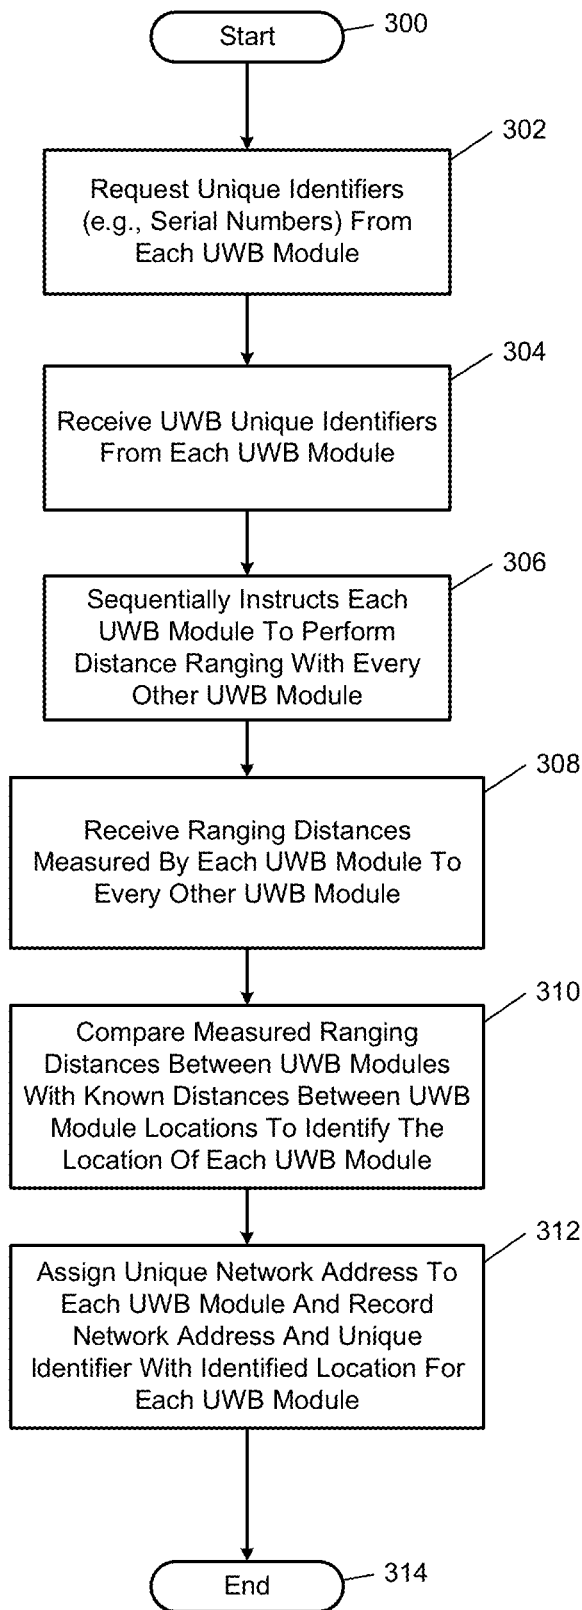 Start
300
302
Request Unique Identifiers
(e.g., Serial Numbers) From
Each UWB Module
304
Receive UWB Unique Identifiers
From Each UWB Module
306
Sequentially Instructs Each
UWB Module To Perform
Distance Ranging With Every
Other UWB Module
308
Receive Ranging Distances
Measured By Each UWB Module To
Every Other UWB Module
310
Compare Measured Ranging
Distances Between UWB Modules
With Known Distances Between UWB
Module Locations To Identify The
Location Of Each UWB Module
312
Assign Unique Network Address To
Each UWB Module And Record
Network Address And Unique
Identifier With Identified Location For
Each UWB Module
End
314